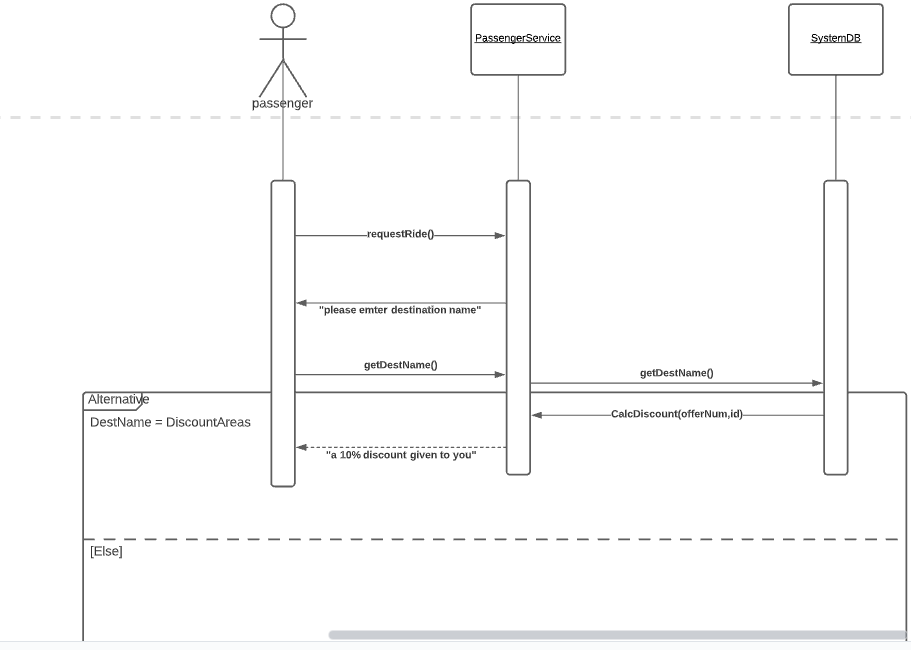 PassengerService
SystemDB
passenger
requestRide()
"please emter destination name"
getDestName()
getDestName()
Alternative
DestName = DiscountAreas
CalcDiscount(offerNum,id)
"a 10% discount given to you"
[Else]